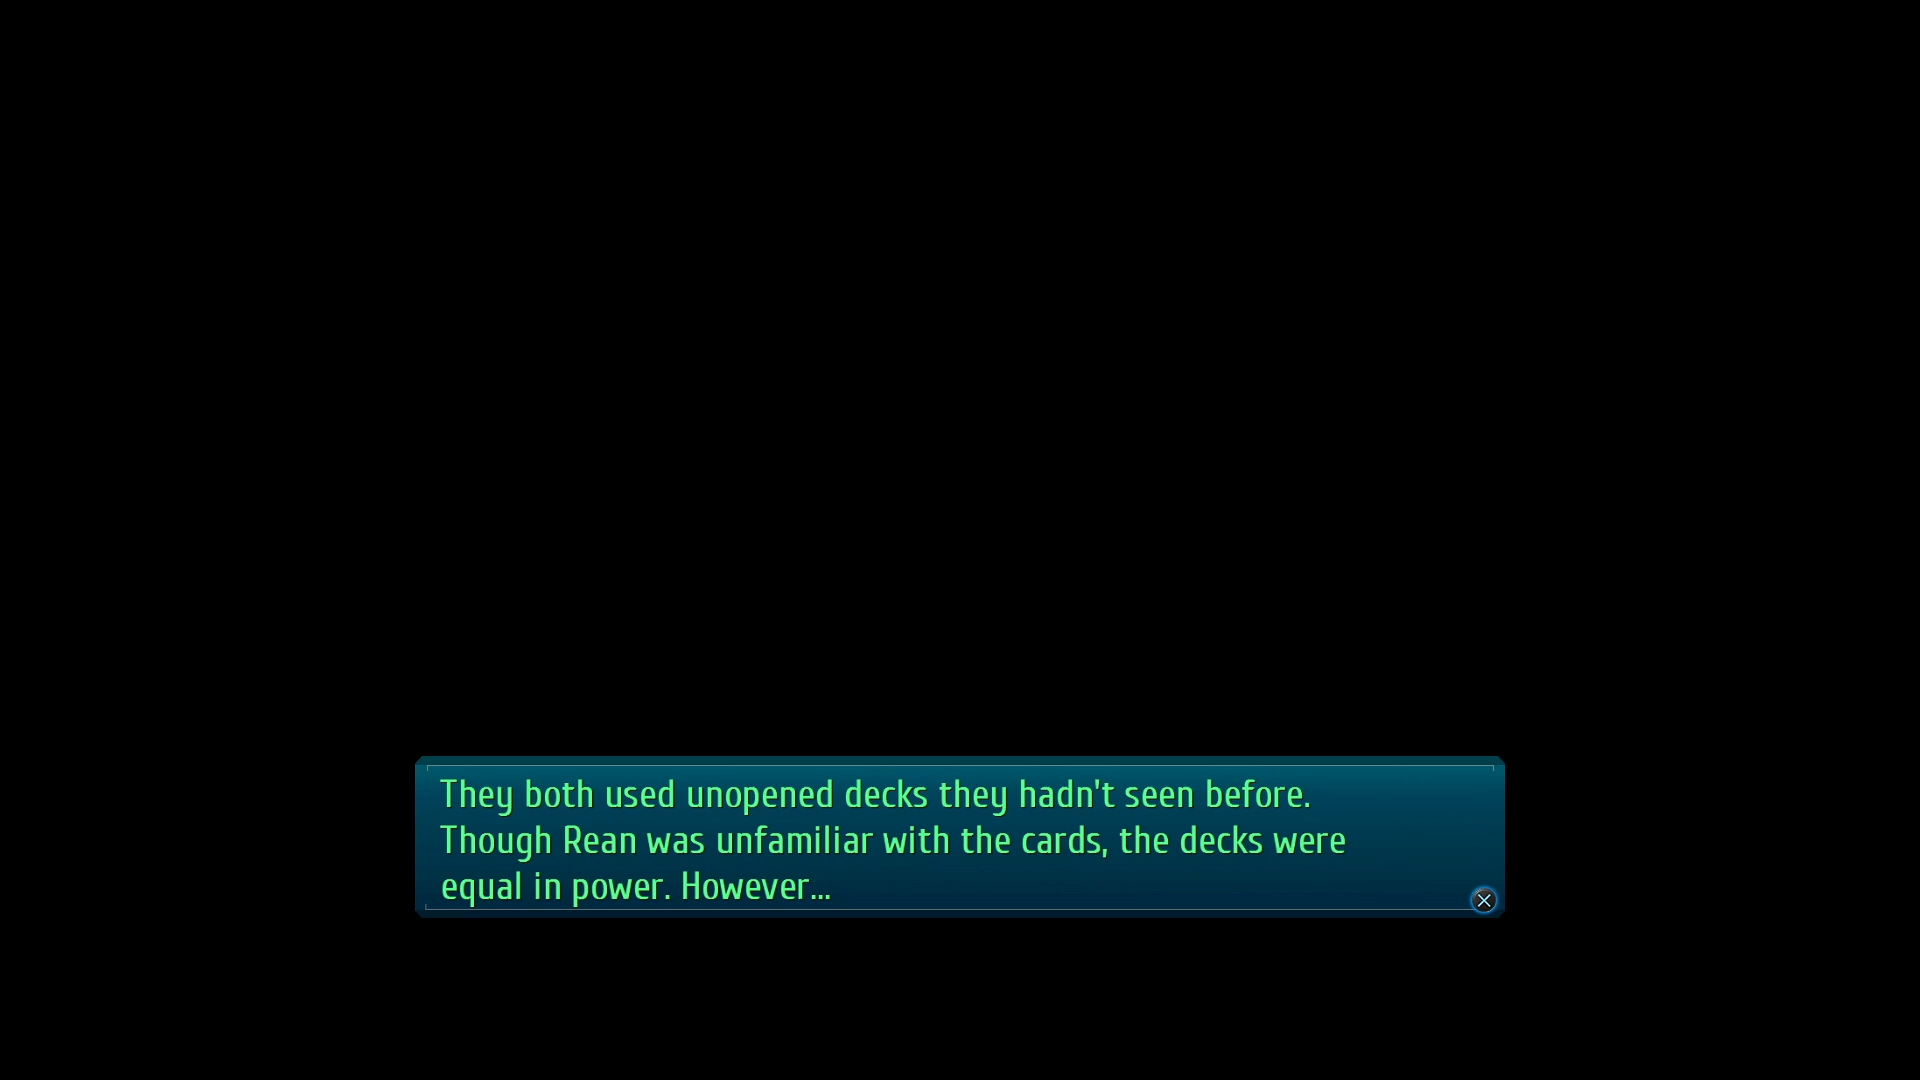 They both used unopened decks they hadn't seen before.
Though Rean was unfamiliar with the cards, the decks were
equal in power. However...